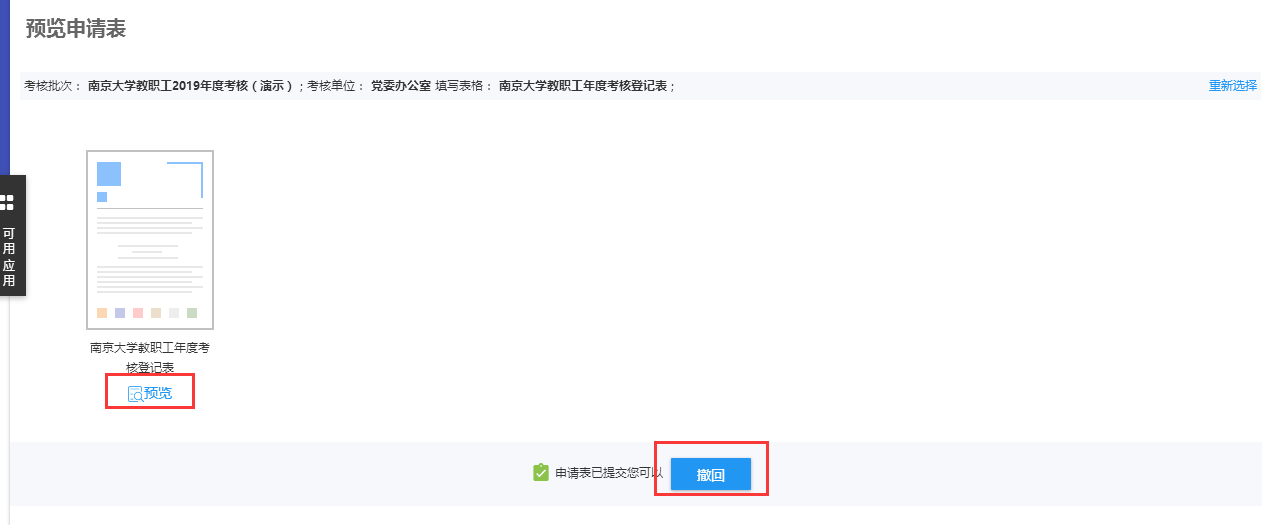 预览申请表
考核批次： 南京大学教职工2019年度考核（演示） ; 考核单位： 党委办公室 填写表格： 南京大学教职工年度考核登记表 ;
重新选择
可用应用
南京大学教职工年度考
核登记表
预览
申请表已提交您可以
撤回